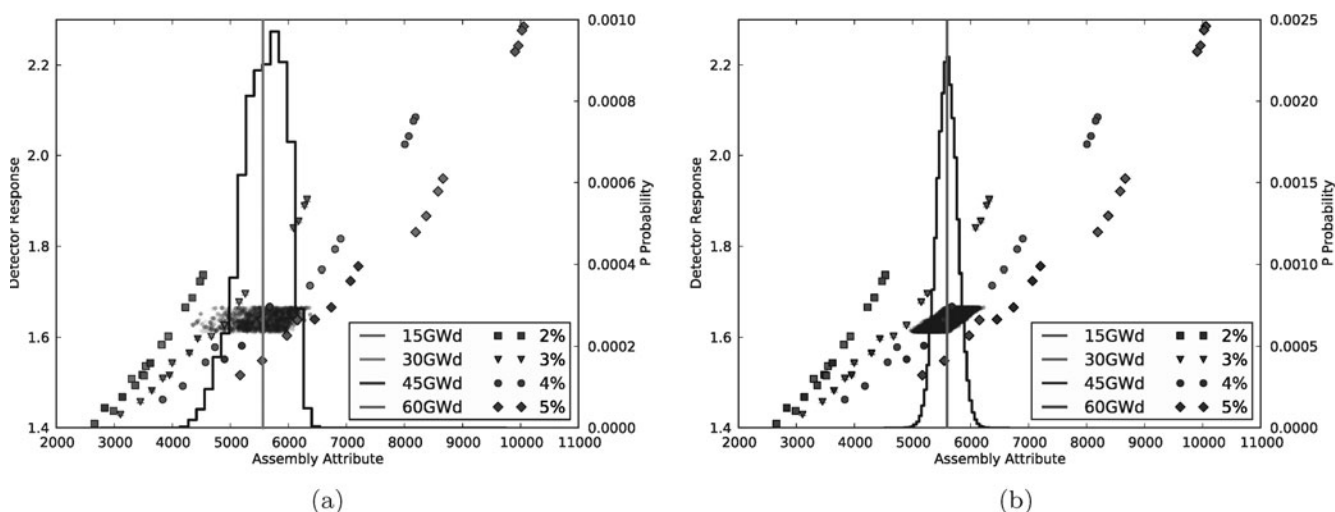 2.2
2.0
1.8
1.6
1.4
Detector Response
0.0010
0.0008
0.0006
0.0004
0.0002
0.0000
P Probability
15GWd 2%
30GWd 3%
45GWd 4%
60GWd 5%
2000 3000 4000 5000 6000 7000 8000 9000 10000 11000
Assembly Attribute
(a)
2.2
2.0
1.8
1.6
1.4
Detector Response
0.0025
0.0020
0.0015
0.0010
0.0005
0.0000
P Probability
15GWd 2%
30GWd 3%
45GWd 4%
60GWd 5%
2000 3000 4000 5000 6000 7000 8000 9000 10000 11000
Assembly Attribute
(b)